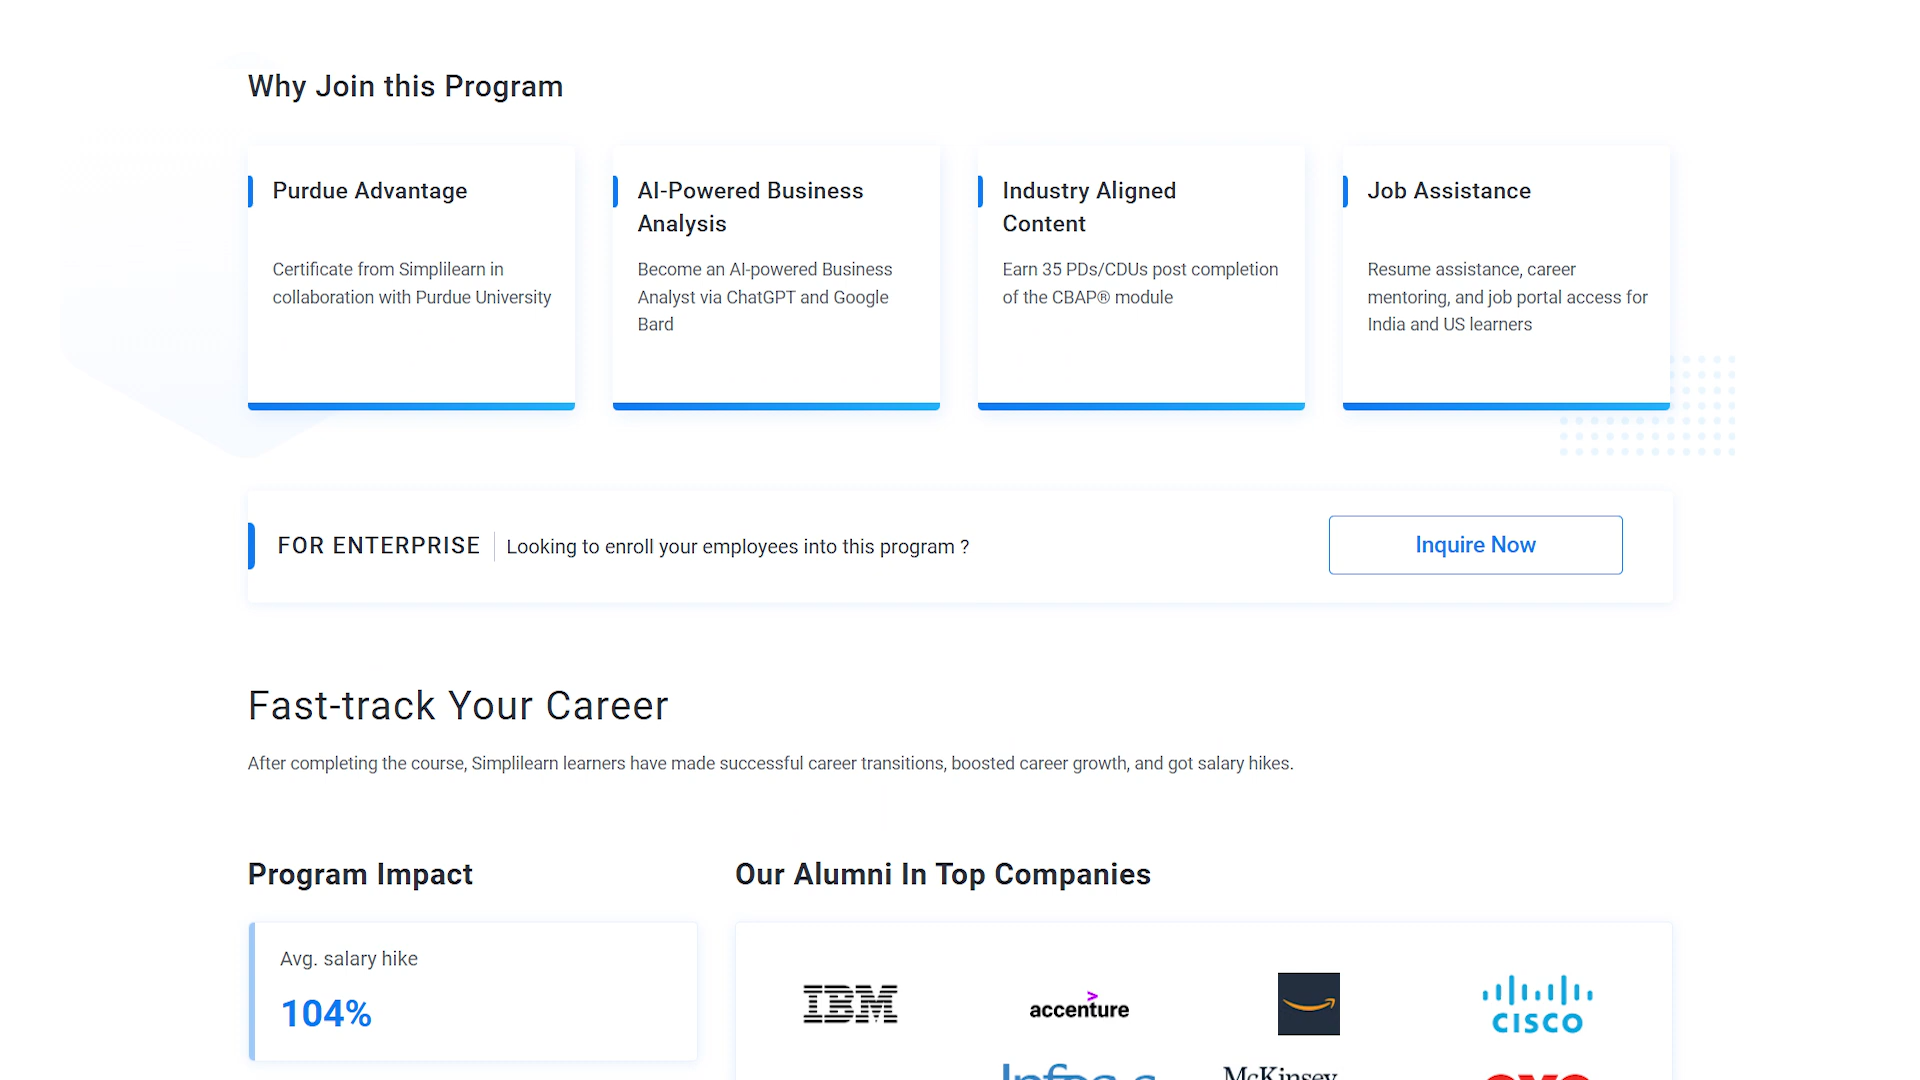 Why Join this Program
Purdue Advantage
Certificate from Simplilearn in
collaboration with Purdue University
AI-Powered Business
Analysis
Become an AI-powered Business
Analyst via ChatGPT and Google
Bard
Industry Aligned
Content
Earn 35 PDs/CDUs post completion
of the CBAP® module
Job Assistance
Resume assistance, career
mentoring, and job portal access for
India and US learners
FOR ENTERPRISE
Looking to enroll your employees into this program ?
Inquire Now
Fast-track Your Career
After completing the course, Simplilearn learners have made successful career transitions, boosted career growth, and got salary hikes.
Program Impact
Avg. salary hike
104%
Our Alumni In Top Companies
IBM
accenture
CISCO
McKinsey